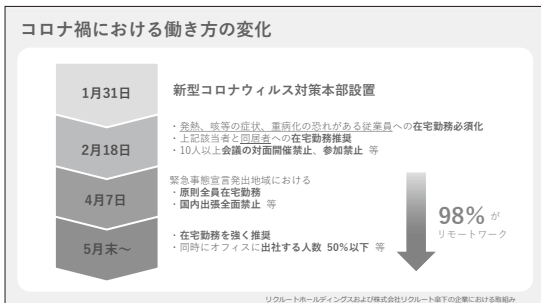 コロナ禍における働き方の変化
1月31日
新型コロナウィルス対策本部設置
2月18日
・発熱、咳等の症状、重病化の恐れがある従業員への在宅勤務必須化
・上記該当者と同居者への在宅勤務推奨
・10人以上会議の対面開催禁止、参加禁止 等
4月7日
緊急事態宣言発出地域における
・原則全員在宅勤務
・国内出張全面禁止 等
5月末～
・在宅勤務を強く推奨
・同時にオフィスに出社する人数 50%以下 等
98% が
リモートワーク
リクルートホールディングスおよび株式会社リクルート傘下の企業における取組み